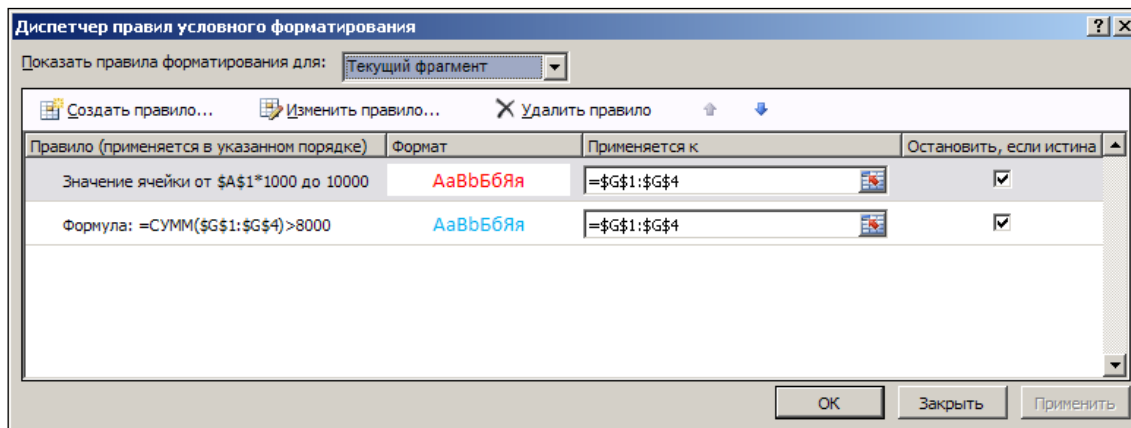 Диспетчер правил условного форматирования
Показать правила форматирования для: Текущий фрагмент
Создать правило... Изменить правило... Удалить правило
Правило (применяется в указанном порядке) Формат Применяется к Остановить, если истина
Значение ячейки от $A$1*1000 до 10000 АаВbБбЯя =$G$1:$G$4
Формула: =СУММ($G$1:$G$4)>8000 АаВbБбЯя =$G$1:$G$4
ОК Закрыть Применить